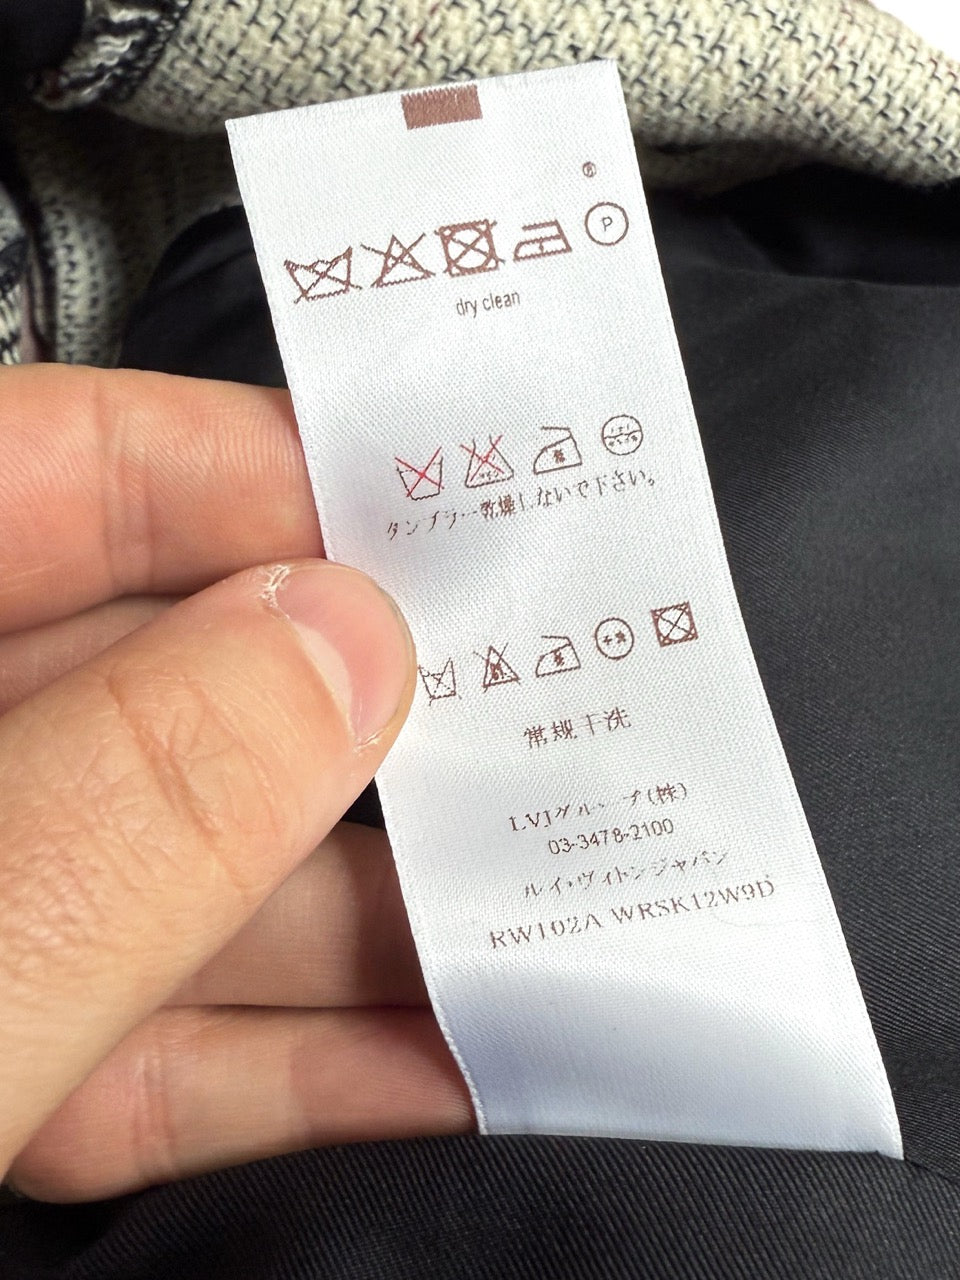 ®
P
dry clean
タンブラー乾燥しないで下さい。
常规干洗
LVJグループ(株)
03-3478-2100
ルイ・ヴィトンジャパン
RW102A WRSK12W9D